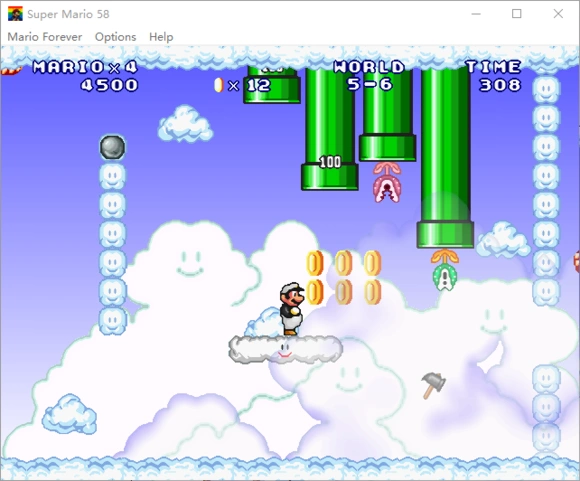 Super Mario 58
Mario Forever Options Help
MARIO × 4 WORLD TIME
4500 × 12 5-6 308
100